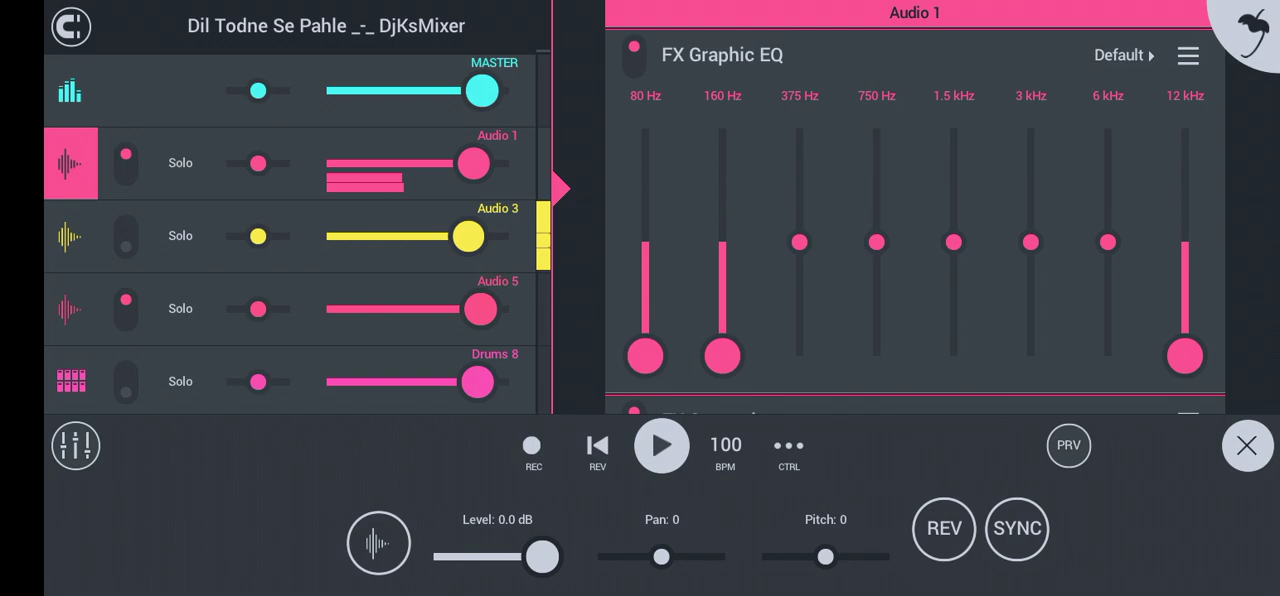 Dil Todne Se Pahle _-_ DjKsMixer
MASTER
Audio 1
Solo
Audio 3
Solo
Audio 5
Solo
Drums 8
Solo
Audio 1
FX Graphic EQ
Default
80 Hz 160 Hz 375 Hz 750 Hz 1.5 kHz 3 kHz 6 kHz 12 kHz
REC
REV
100
BPM
CTRL
PRV
Level: 0.0 dB
Pan: 0
Pitch: 0
REV
SYNC